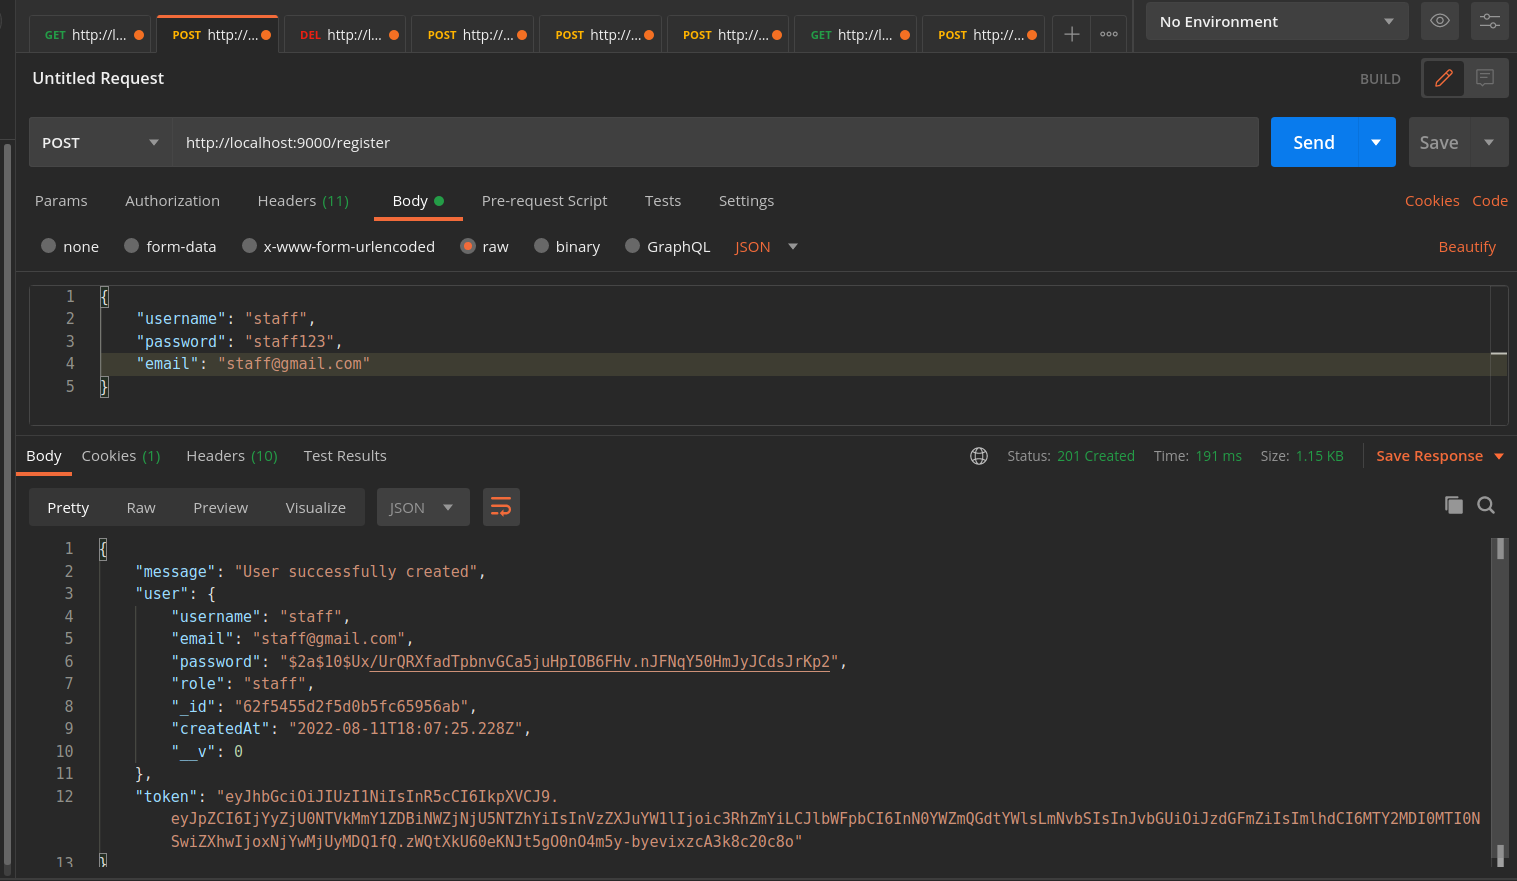 GET http://l...
POST http://...
DEL http://l...
POST http://...
POST http://...
POST http://...
GET http://l...
POST http://...
No Environment
Untitled Request
BUILD
POST
http://localhost:9000/register
Send
Save
Params
Authorization
Headers (11)
Body
Pre-request Script
Tests
Settings
Cookies
Code
none
form-data
x-www-form-urlencoded
raw
binary
GraphQL
JSON
Beautify
1 {
2 "username": "staff",
3 "password": "staff123",
4 "email": "staff@gmail.com"
5 }
Body
Cookies (1)
Headers (10)
Test Results
Status: 201 Created
Time: 191 ms
Size: 1.15 KB
Save Response
Pretty
Raw
Preview
Visualize
JSON
1 {
2 "message": "User successfully created",
3 "user": {
4 "username": "staff",
5 "email": "staff@gmail.com",
6 "password": "$2a$10$Ux/UrQRXfadTpbnvGCa5juHpIOB6FHv.nJFNqY50HmJyJCdsJrKp2",
7 "role": "staff",
8 "_id": "62f5455d2f5d0b5fc65956ab",
9 "createdAt": "2022-08-11T18:07:25.228Z",
10 "__v": 0
11 },
12 "token": "eyJhbGciOiJIUzI1NiIsInR5cCI6IkpXVCJ9.
eyJpZCI6IjYyZjU0NTVkMmY1ZDBiNWZjNjU5NTZhYiIsInVzZXJuYW1lIjoic3RhZmYiLCJlbWFpbCI6InN0YWZmQGdtYWlsLmNvbSIsInJvbGUiOiJzdGFmZiIsImlhdCI6MTY2MDI0MTI0N
SwiZXhwIjoxNjYwMjUyMDQ1fQ.zWQtXkU60eKNJt5gO0nO4m5y-byevixzcA3k8c20c8o"
13 }